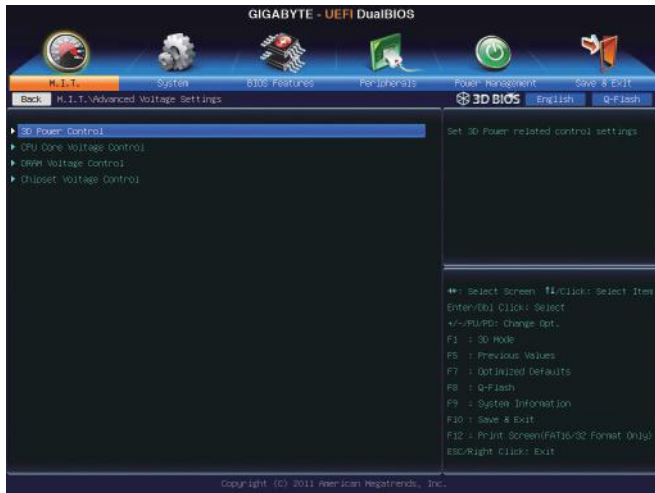 GIGABYTE - UEFI DualBIOS
M.I.T.
System
BIOS Features
Peripherals
Power Management
Save & Exit
Back
M.I.T.\Advanced Voltage Settings
3D BIOS
English
Q-Flash
3D Power Control
CPU Core Voltage Control
DRAM Voltage Control
Chipset Voltage Control
Set 3D Power related control settings
: Select Screen ↑↓/Click: Select Item
Enter/Dbl Click: Select
+/-/PU/PD: Change Opt.
F1 : 3D Mode
F5 : Previous Values
F7 : Optimized Defaults
F8 : Q-Flash
F9 : System Information
F10 : Save & Exit
F12 : Print Screen(FAT16/32 Format Only)
ESC/Right Click: Exit
Copyright (C) 2011 American Megatrends, Inc.